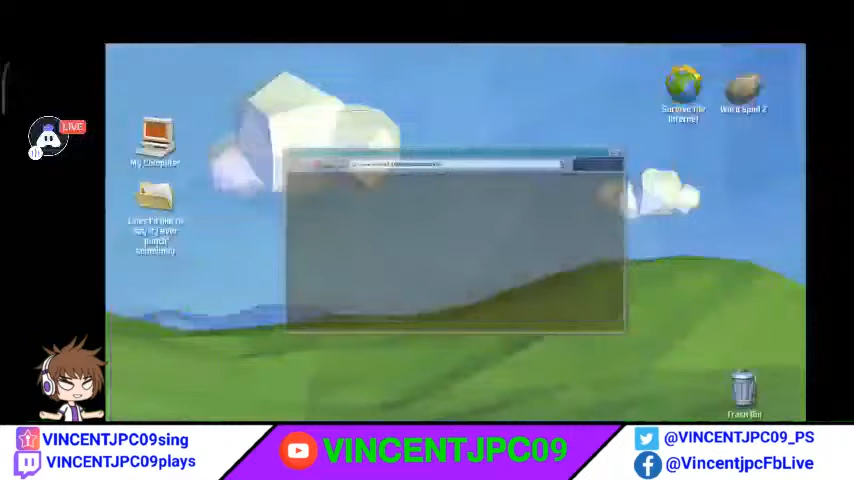 LIVE
My Computer
Survive the
Internet
Word Spud 2
Trash Bin
VINCENTJPC09sing
VINCENTJPC09plays
VINCENTJPC09
@VINCENTJPC09_PS
@VincentjpcFbLive